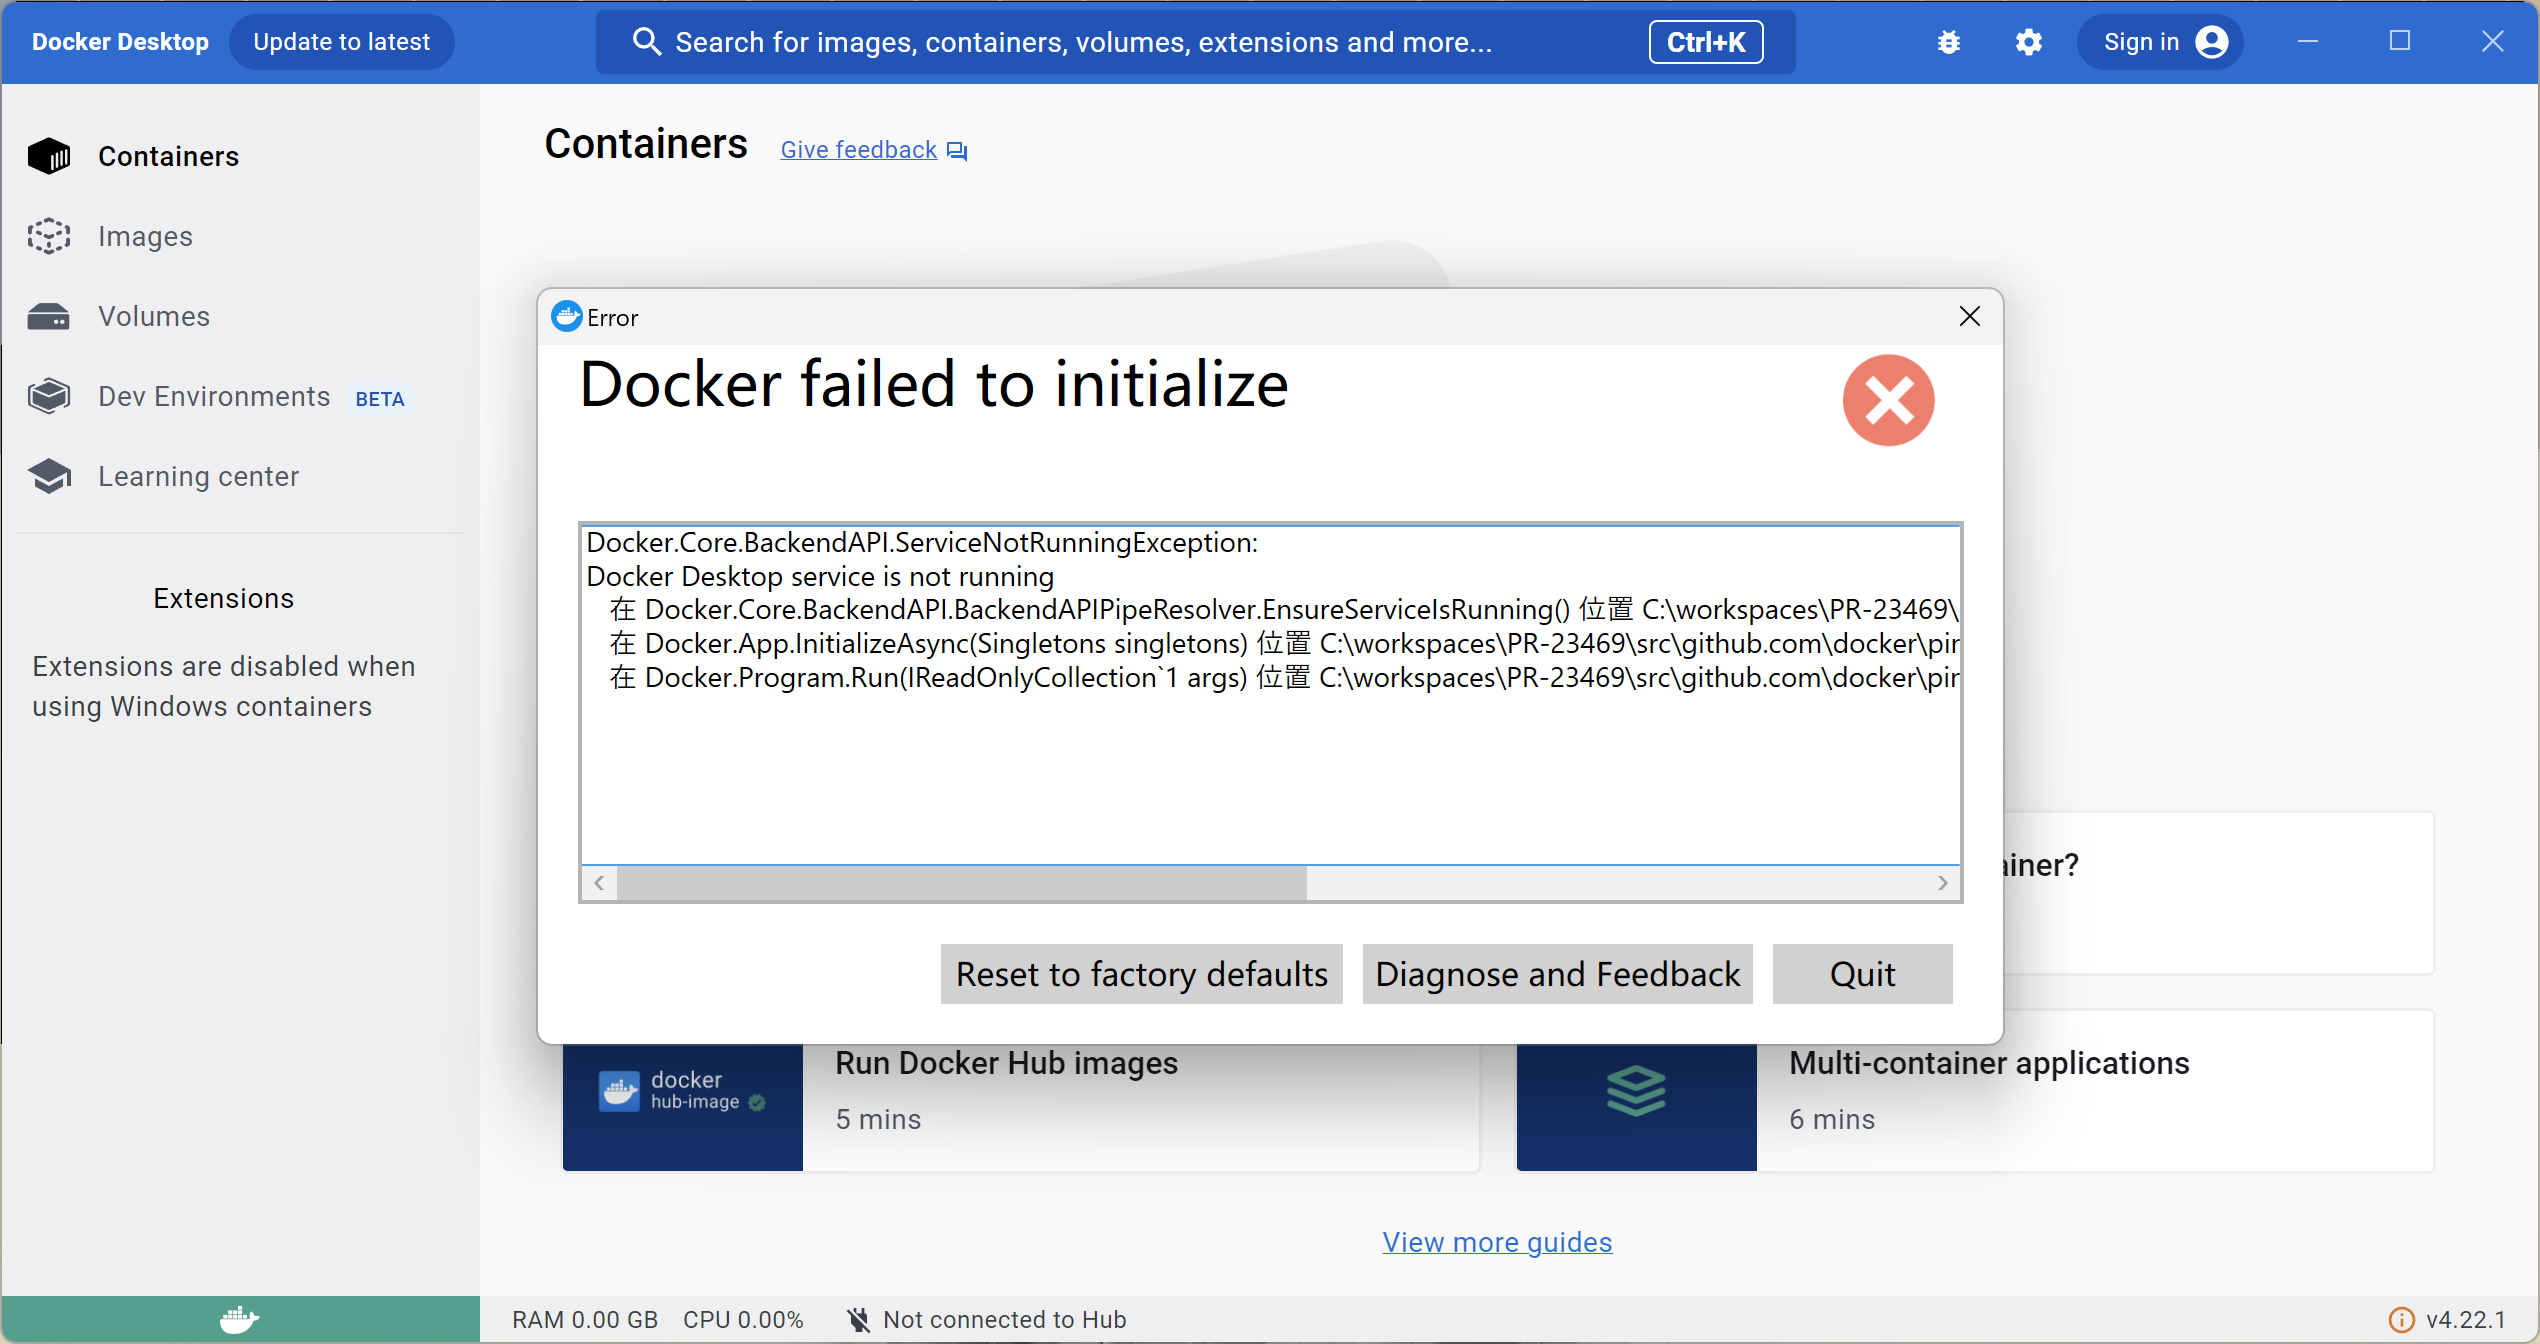 Docker Desktop Update to latest Search for images, containers, volumes, extensions and more... Ctrl+K Sign in
Containers
Images
Volumes
Dev Environments BETA
Learning center
Extensions
Extensions are disabled when
using Windows containers
Containers Give feedback
Error
Docker failed to initialize
Docker.Core.BackendAPI.ServiceNotRunningException:
Docker Desktop service is not running
在 Docker.Core.BackendAPI.BackendAPIPipeResolver.EnsureServiceIsRunning() 位置 C:\workspaces\PR-23469\
在 Docker.App.InitializeAsync(Singletons singletons) 位置 C:\workspaces\PR-23469\src\github.com\docker\pin
在 Docker.Program.Run(IReadOnlyCollection`1 args) 位置 C:\workspaces\PR-23469\src\github.com\docker\pin
Reset to factory defaults Diagnose and Feedback Quit
ainer?
docker
hub-image
Run Docker Hub images
5 mins
Multi-container applications
6 mins
View more guides
RAM 0.00 GB CPU 0.00% Not connected to Hub v4.22.1